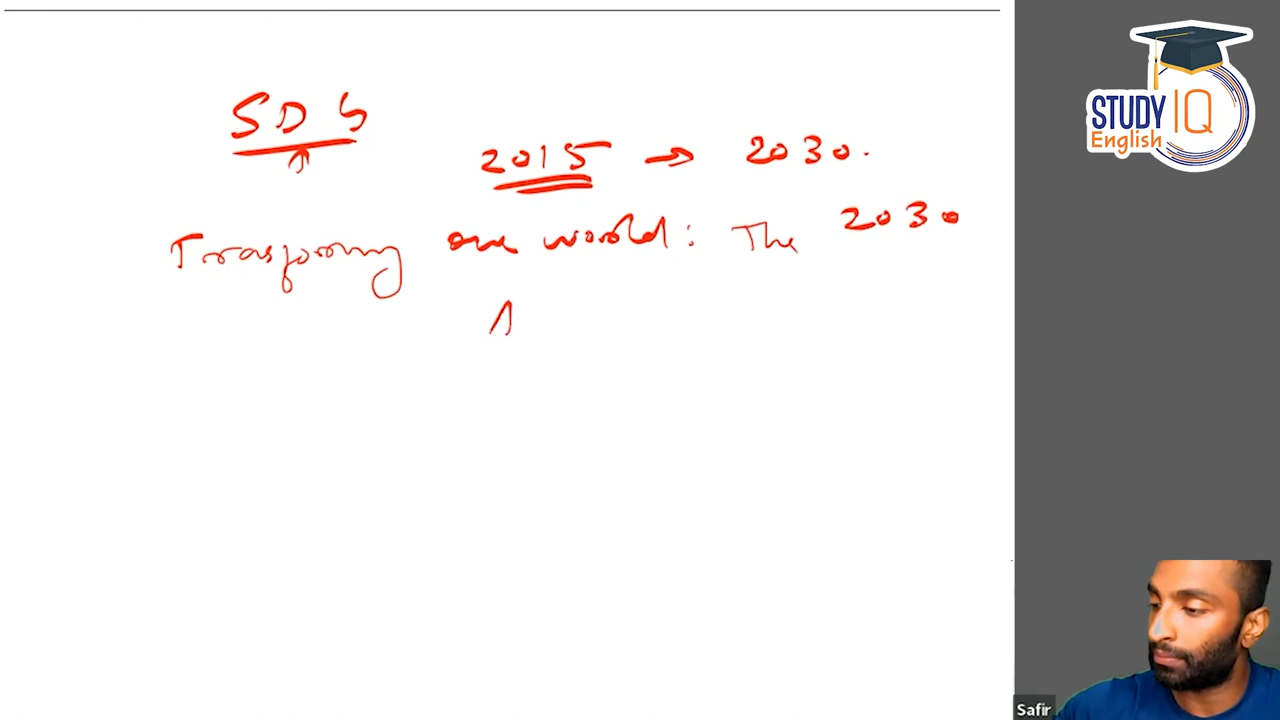 SDG
2015 → 2030.
Trasforming our world: The 2030
A
STUDY IQ
English
Safir